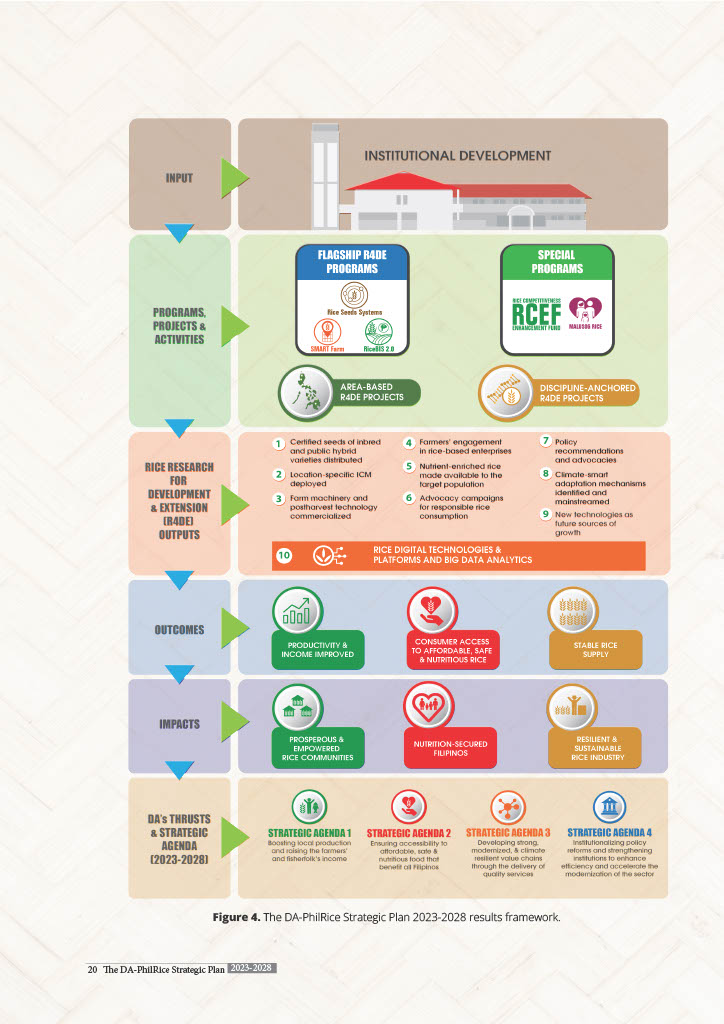 INPUT
INSTITUTIONAL DEVELOPMENT
PROGRAMS,
PROJECTS &
ACTIVITIES
FLAGSHIP R4DE
PROGRAMS
Rice Seeds Systems
SMART Farm
RiceBIS 2.0
SPECIAL
PROGRAMS
RICE COMPETITIVENESS
RCEF
ENHANCEMENT FUND
MALUSOG RICE
AREA-BASED
R4DE PROJECTS
DISCIPLINE-ANCHORED
R4DE PROJECTS
RICE RESEARCH
FOR
DEVELOPMENT
& EXTENSION
(R4DE)
OUTPUTS
1 Certified seeds of inbred
and public hybrid
varieties distributed
2 Location-specific ICM
deployed
3 Farm machinery and
postharvest technology
commercialized
4 Farmers' engagement
in rice-based enterprises
5 Nutrient-enriched rice
made available to the
target population
6 Advocacy campaigns
for responsible rice
consumption
7 Policy
recommendations
and advocacies
8 Climate-smart
adaptation mechanisms
identified and
mainstreamed
9 New technologies as
future sources of
growth
10 RICE DIGITAL TECHNOLOGIES &
PLATFORMS AND BIG DATA ANALYTICS
OUTCOMES
PRODUCTIVITY &
INCOME IMPROVED
CONSUMER ACCESS
TO AFFORDABLE, SAFE
& NUTRITIOUS RICE
STABLE RICE
SUPPLY
IMPACTS
PROSPEROUS &
EMPOWERED
RICE COMMUNITIES
NUTRITION-SECURED
FILIPINOS
RESILIENT &
SUSTAINABLE
RICE INDUSTRY
DA's THRUSTS
& STRATEGIC
AGENDA
(2023-2028)
STRATEGIC AGENDA 1
Boosting local production
and raising the farmers'
and fisherfolk's income
STRATEGIC AGENDA 2
Ensuring accessibility to
affordable, safe &
nutritious food that
benefit all Filipinos
STRATEGIC AGENDA 3
Developing strong,
modernized, & climate
resilient value chains
through the delivery of
quality services
STRATEGIC AGENDA 4
Institutionalizing policy
reforms and strengthening
institutions to enhance
efficiency and accelerate the
modernization of the sector
Figure 4. The DA-PhilRice Strategic Plan 2023-2028 results framework.
20 The DA-PhilRice Strategic Plan 2023-2028